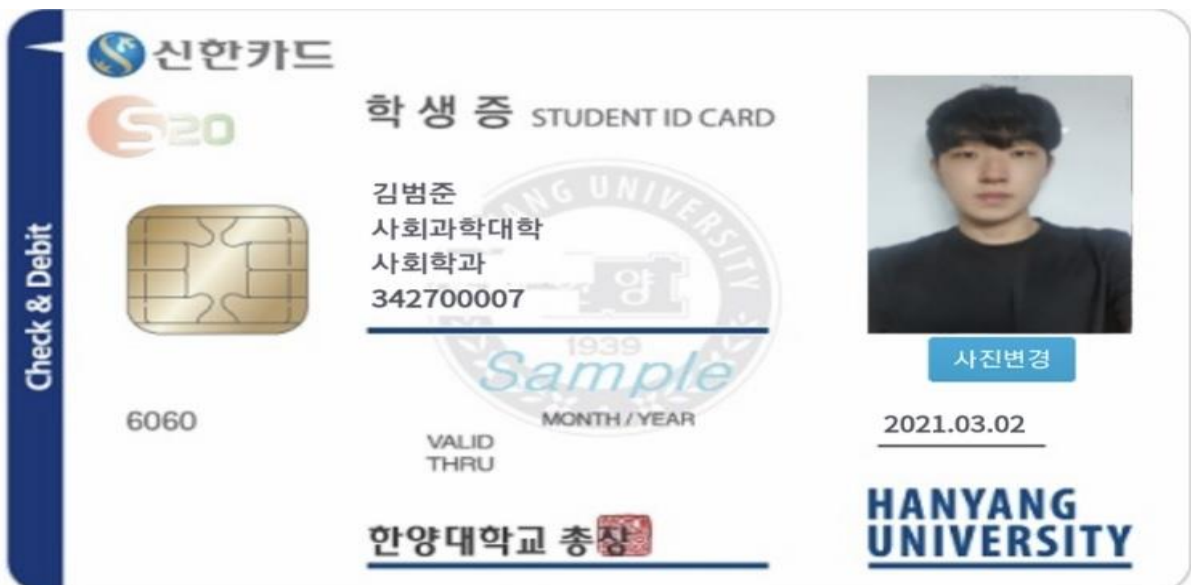 신한카드
S20
학생증 STUDENT ID CARD
김범준
사회과학대학
사회학과
342700007
양
1939
Sample
사진변경
Check & Debit
6060
MONTH / YEAR
VALID
THRU
2021.03.02
한양대학교 총장
HANYANG
UNIVERSITY